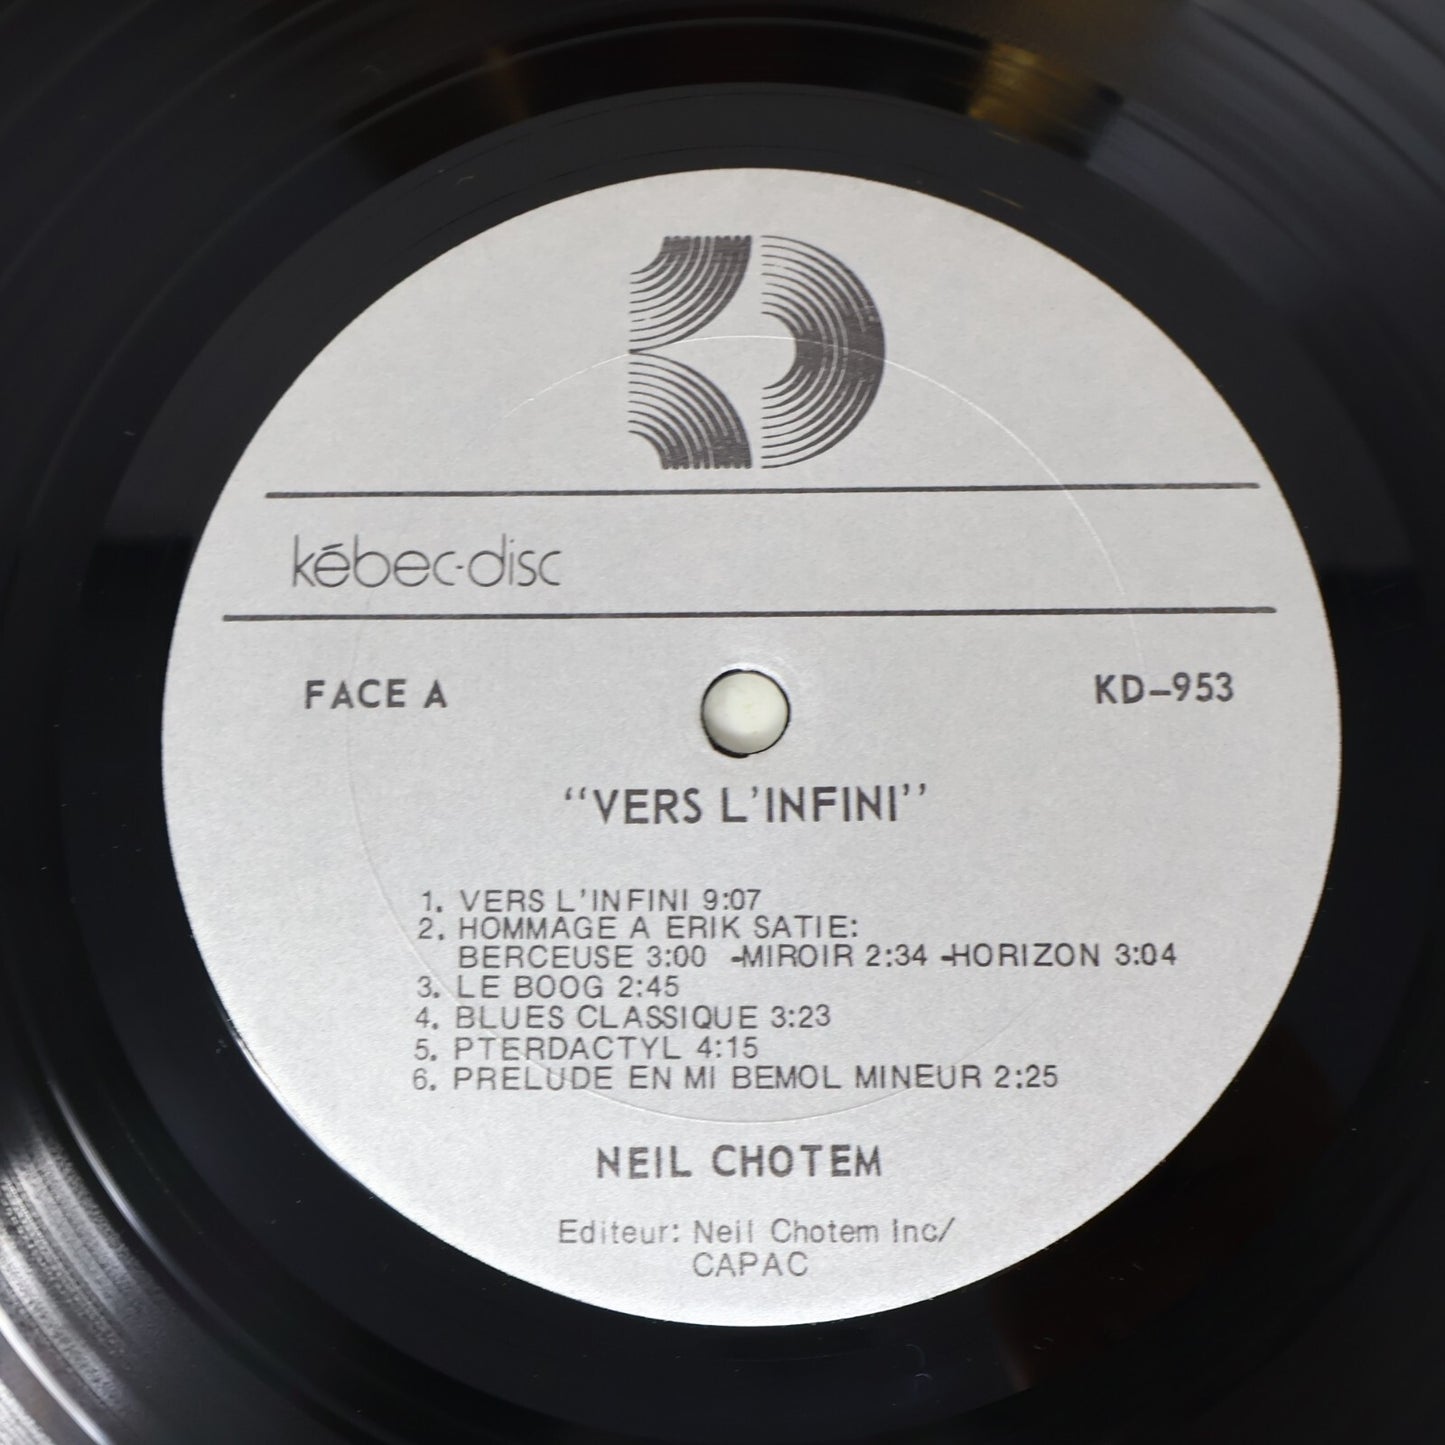 kébec-disc
FACE A
KD-953
"VERS L'INFINI"
1. VERS L'INFINI 9:07
2. HOMMAGE A ERIK SATIE:
BERCEUSE 3:00 -MIROIR 2:34 -HORIZON 3:04
3. LE BOOG 2:45
4. BLUES CLASSIQUE 3:23
5. PTERDACTYL 4:15
6. PRELUDE EN MI BEMOL MINEUR 2:25
NEIL CHOTEM
Editeur: Neil Chotem Inc/
CAPAC